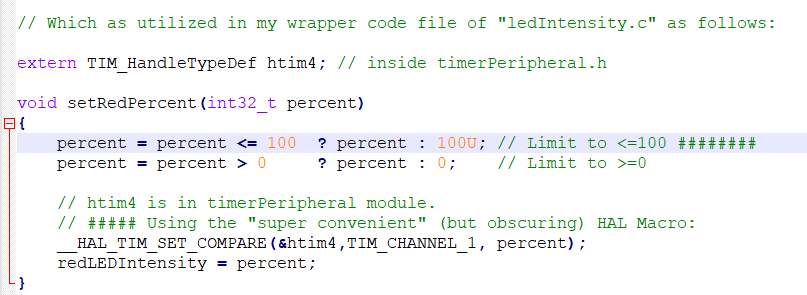 // Which as utilized in my wrapper code file of "ledIntensity.c" as follows:
extern TIM_HandleTypeDef htim4; // inside timerPeripheral.h
void setRedPercent(int32_t percent)
{
    percent = percent <= 100  ? percent : 100U; // Limit to <=100 ########
    percent = percent > 0     ? percent : 0;    // Limit to >=0
    // htim4 is in timerPeripheral module.
    // ##### Using the "super convenient" (but obscuring) HAL Macro:
    __HAL_TIM_SET_COMPARE(&htim4,TIM_CHANNEL_1, percent);
    redLEDIntensity = percent;
}